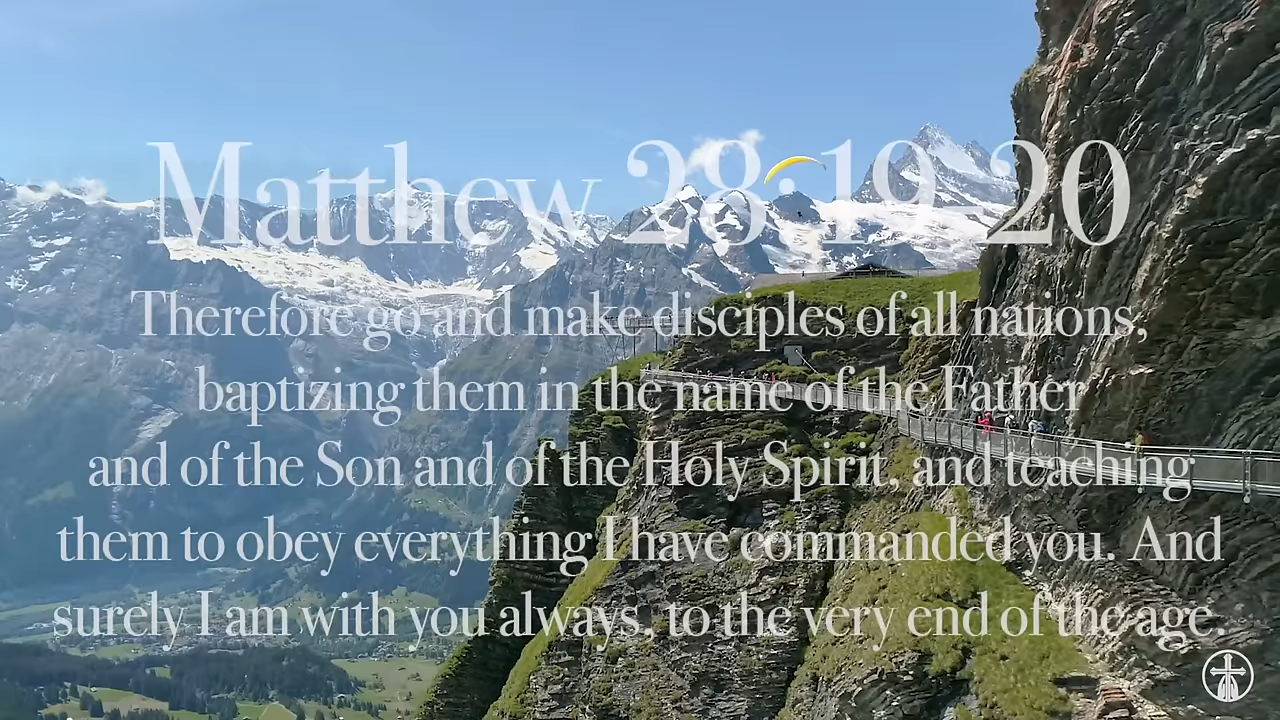 Matthew 28:19-20
Therefore go and make disciples of all nations,
baptizing them in the name of the Father
and of the Son and of the Holy Spirit, and teaching
them to obey everything I have commanded you. And
surely I am with you always, to the very end of the age.